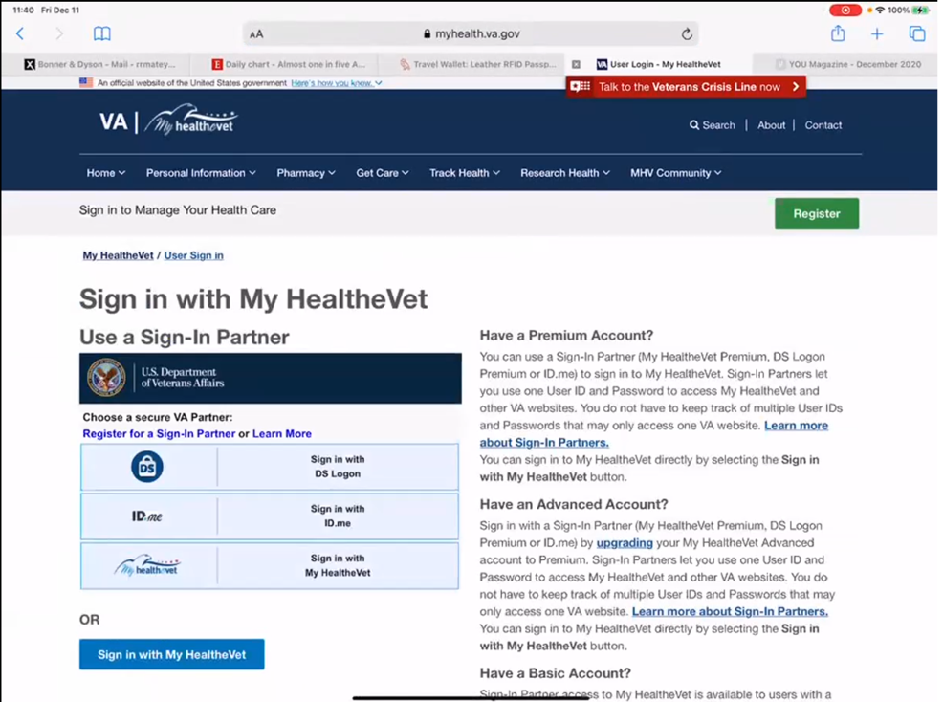 11:40 Fri Dec 11
100%
AA
myhealth.va.gov
Bonner & Dyson - Mail - rrmatey...
Daily chart - Almost one in five A...
Travel Wallet: Leather RFID Passp...
User Login - My HealtheVet
YOU Magazine - December 2020
An official website of the United States government Here's how you know.
Talk to the Veterans Crisis Line now
VA | My healthevet
Search | About | Contact
Home Personal Information Pharmacy Get Care Track Health Research Health MHV Community
Sign in to Manage Your Health Care
Register
My HealtheVet / User Sign in
Sign in with My HealtheVet
Use a Sign-In Partner
U.S. Department
of Veterans Affairs
Choose a secure VA Partner:
Register for a Sign-In Partner or Learn More
DS
Sign in with
DS Logon
ID.me
Sign in with
ID.me
My healthevet
Sign in with
My HealtheVet
OR
Sign in with My HealtheVet
Have a Premium Account?
You can use a Sign-In Partner (My HealtheVet Premium, DS Logon
Premium or ID.me) to sign in to My HealtheVet. Sign-In Partners let
you use one User ID and Password to access My HealtheVet and
other VA websites. You do not have to keep track of multiple User IDs
and Passwords that may only access one VA website. Learn more
about Sign-In Partners.
You can sign in to My HealtheVet directly by selecting the Sign in
with My HealtheVet button.
Have an Advanced Account?
Sign in with a Sign-In Partner (My HealtheVet Premium, DS Logon
Premium or ID.me) by upgrading your My HealtheVet Advanced
account to Premium. Sign-In Partners let you use one User ID and
Password to access My HealtheVet and other VA websites. You do
not have to keep track of multiple User IDs and Passwords that may
only access one VA website. Learn more about Sign-In Partners.
You can sign in to My HealtheVet directly by selecting the Sign in
with My HealtheVet button.
Have a Basic Account?
Sign-In Partner access to My HealtheVet is available to users with a